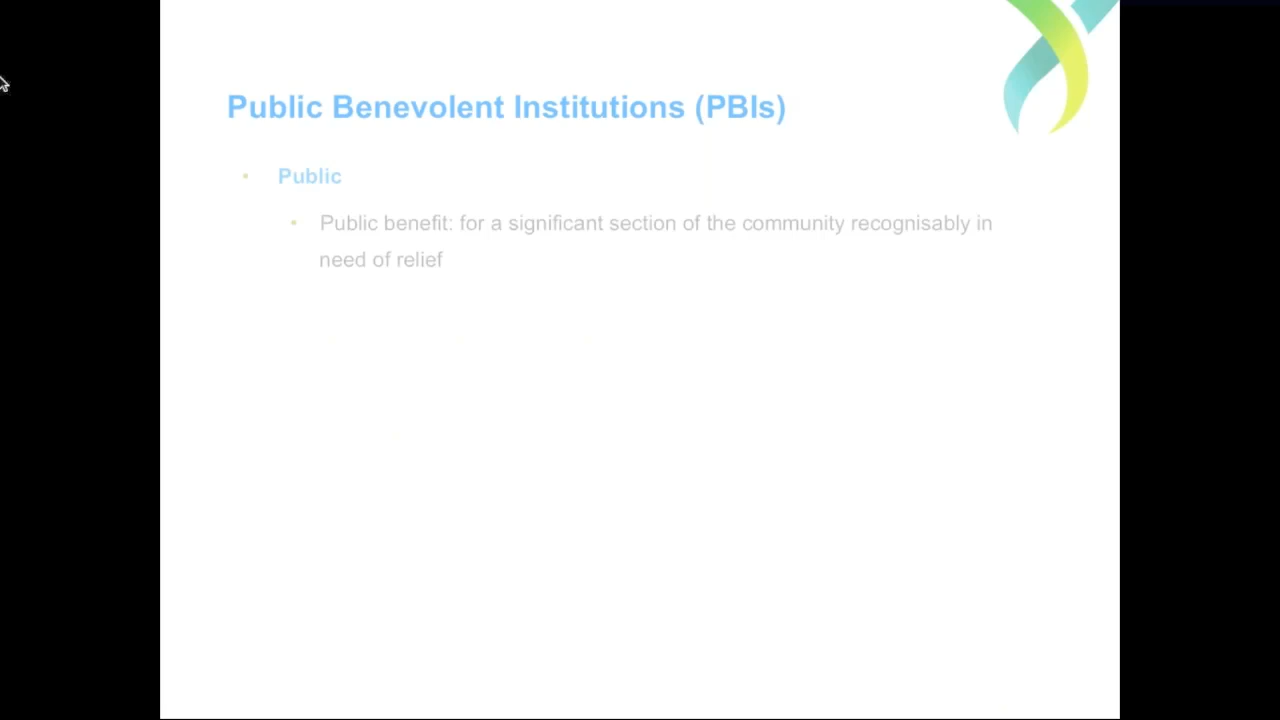 Public Benevolent Institutions (PBIs)
• Public
• Public benefit: for a significant section of the community recognisably in
need of relief